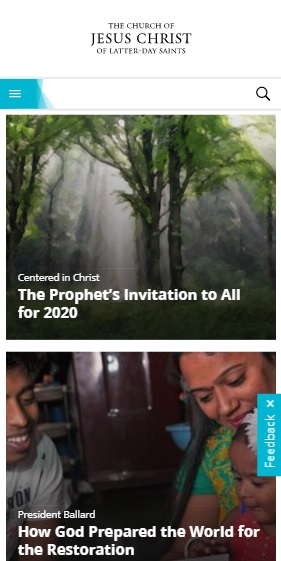 THE CHURCH OF
JESUS CHRIST
OF LATTER-DAY SAINTS
Centered in Christ
The Prophet's Invitation to All
for 2020
Feedback ×
President Ballard
How God Prepared the World for
the Restoration